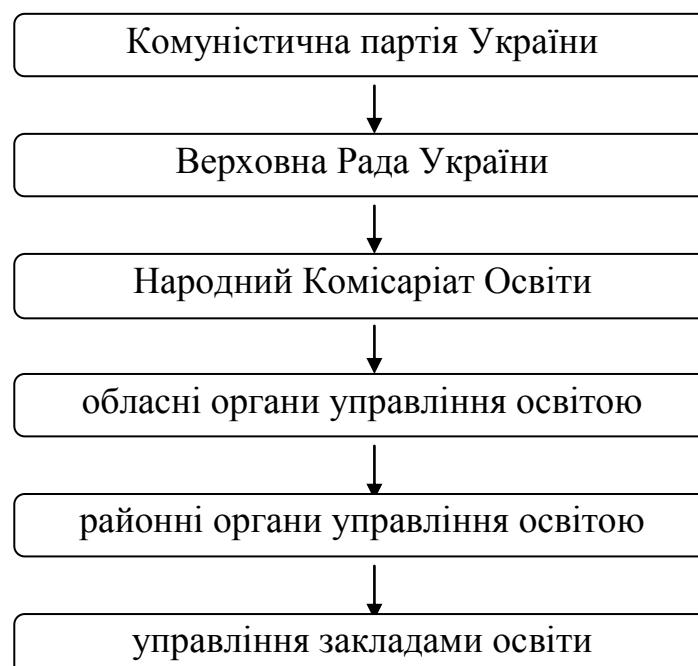 Комуністична партія України
Верховна Рада України
Народний Комісаріат Освіти
обласні органи управління освітою
районні органи управління освітою
управління закладами освіти